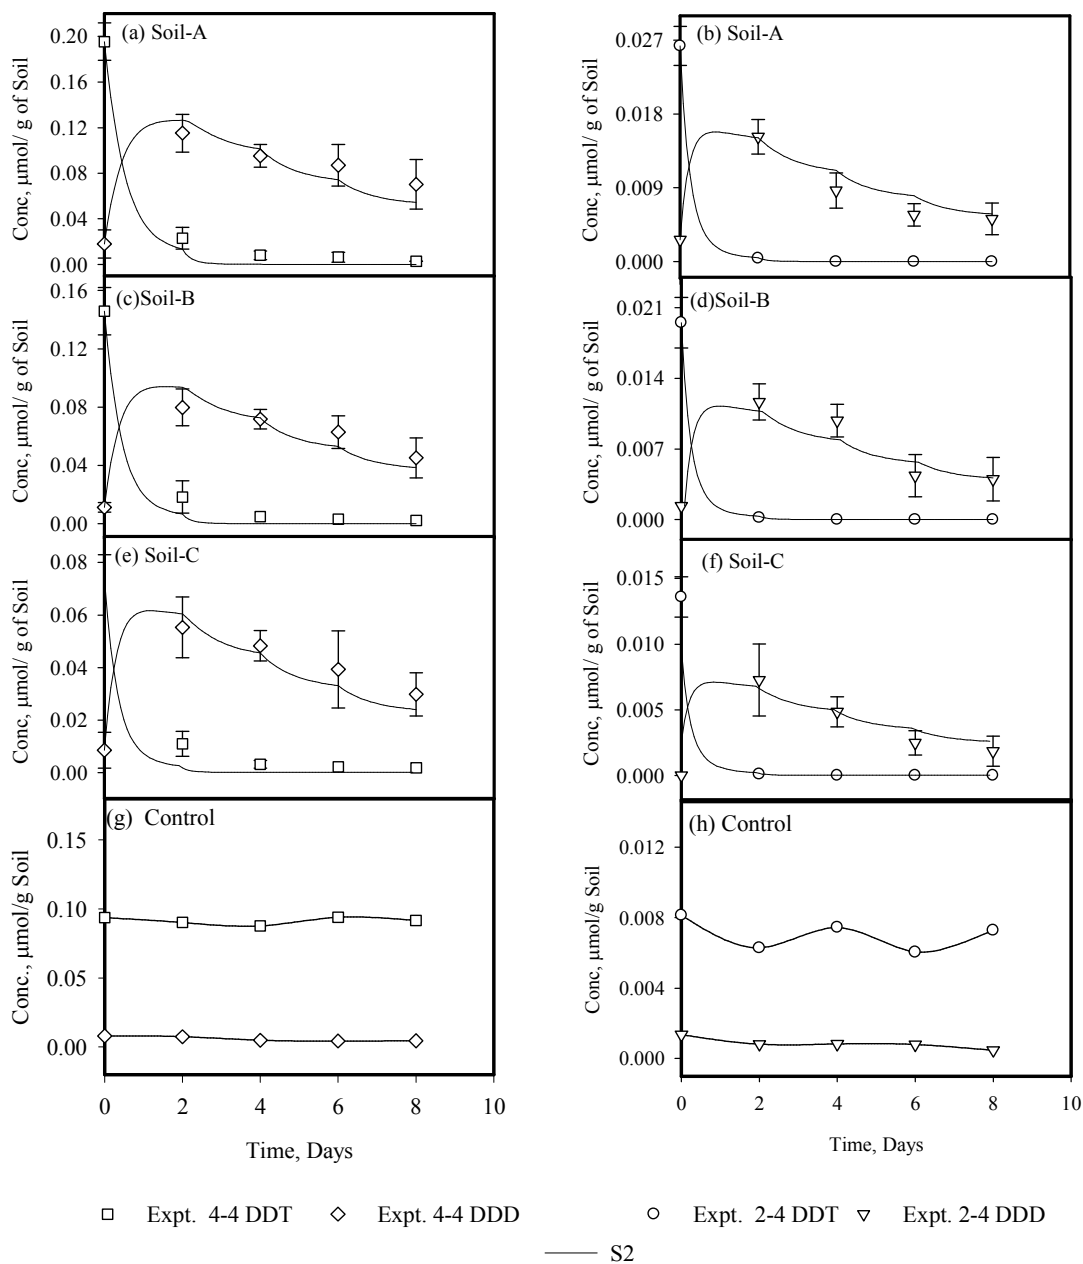 (a) Soil-A
Conc, µmol/ g of Soil
0.20
0.16
0.12
0.08
0.04
0.00
(b) Soil-A
Conc, µmol/ g of Soil
0.027
0.018
0.009
0.000
(c)Soil-B
Conc, µmol/ g of Soil
0.16
0.12
0.08
0.04
0.00
(d)Soil-B
Conc, µmol/ g of Soil
0.021
0.014
0.007
0.000
(e) Soil-C
Conc, µmol/ g of Soil
0.08
0.06
0.04
0.02
0.00
(f) Soil-C
Conc, µmol/ g of Soil
0.015
0.010
0.005
0.000
(g) Control
Conc., µmol/g Soil
0.15
0.10
0.05
0.00
0 2 4 6 8 10
Time, Days
(h) Control
Conc, µmol/g Soil
0.012
0.008
0.004
0.000
0 2 4 6 8 10
Time, Days
Expt. 4-4 DDT Expt. 4-4 DDD Expt. 2-4 DDT Expt. 2-4 DDD
S2